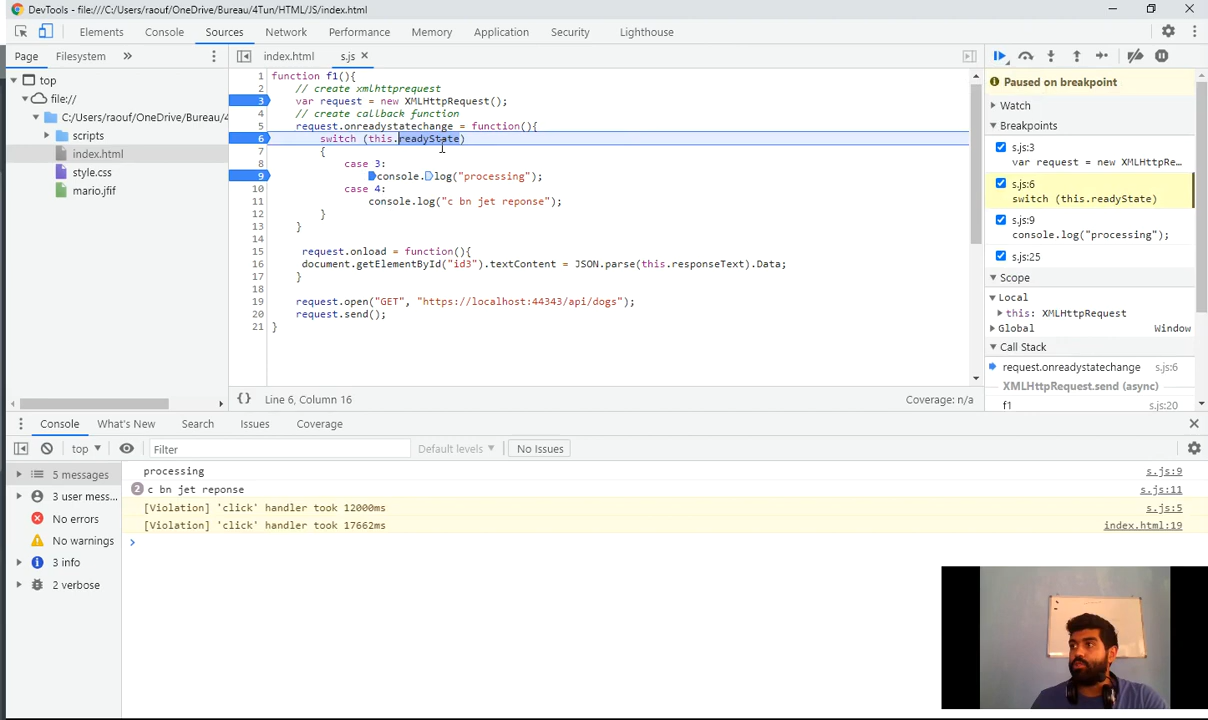 DevTools - file:///C:/Users/raouf/OneDrive/Bureau/4Tun/HTML/JS/index.html
Elements Console Sources Network Performance Memory Application Security Lighthouse
Page Filesystem » index.html s.js ×
top
file://
C:/Users/raouf/OneDrive/Bureau/4
scripts
index.html
style.css
mario.jfif
1 function f1(){
2 // create xmlhttprequest
3 var request = new XMLHttpRequest();
4 // create callback function
5 request.onreadystatechange = function(){
6 switch (this.readyState)
7 {
8 case 3:
9 console.log("processing");
10 case 4:
11 console.log("c bn jet reponse");
12 }
13 }
14
15 request.onload = function(){
16 document.getElementById("id3").textContent = JSON.parse(this.responseText).Data;
17 }
18
19 request.open("GET", "https://localhost:44343/api/dogs");
20 request.send();
21 }
{} Line 6, Column 16 Coverage: n/a
Paused on breakpoint
Watch
Breakpoints
s.js:3
var request = new XMLHttpRe…
s.js:6
switch (this.readyState)
s.js:9
console.log("processing");
s.js:25
Scope
Local
this: XMLHttpRequest
Global Window
Call Stack
request.onreadystatechange s.js:6
XMLHttpRequest.send (async)
f1 s.js:20
Console What's New Search Issues Coverage
top Filter Default levels No Issues
5 messages
3 user mess…
No errors
No warnings
3 info
2 verbose
processing s.js:9
2 c bn jet reponse s.js:11
[Violation] 'click' handler took 12000ms s.js:5
[Violation] 'click' handler took 17662ms index.html:19